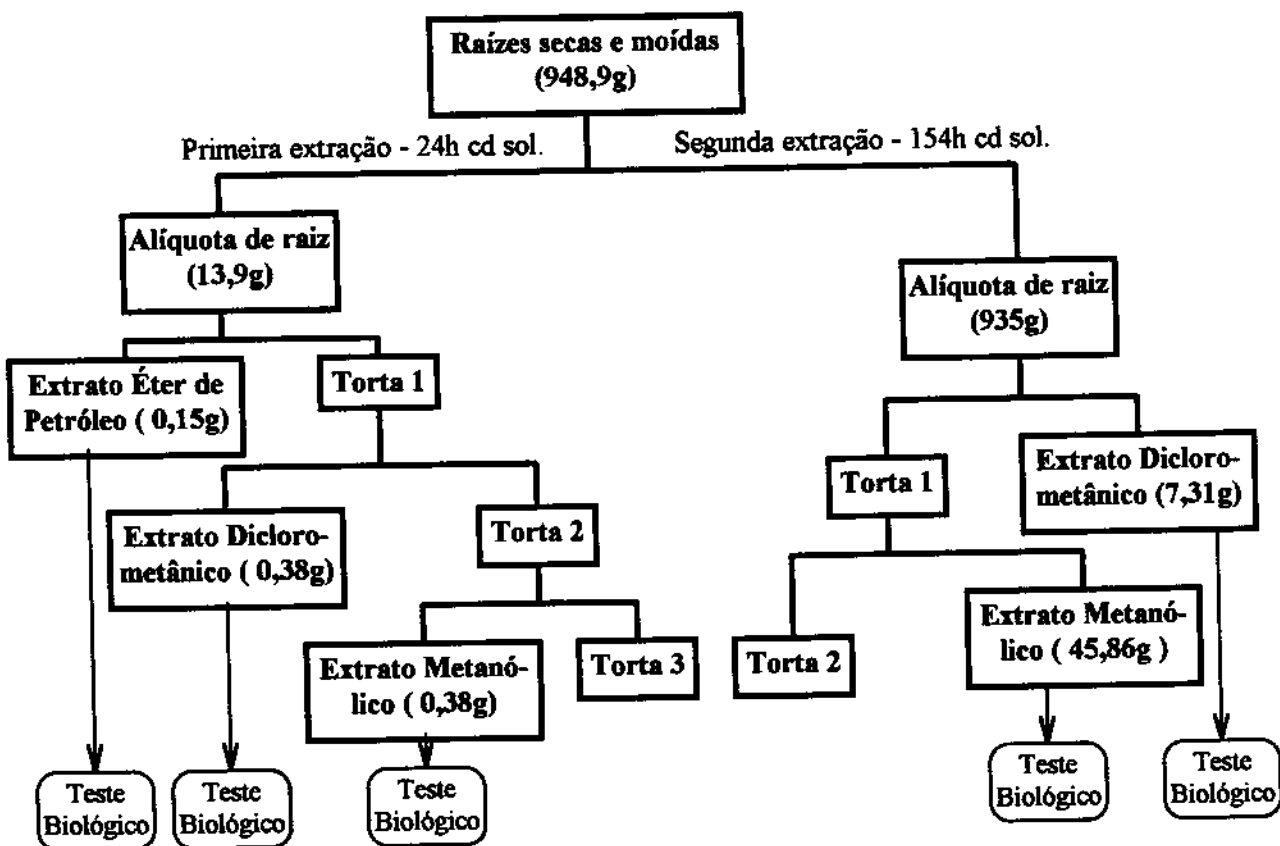 Raízes secas e moídas
(948,9g)
Primeira extração - 24h cd sol.
Segunda extração - 154h cd sol.
Alíquota de raiz
(13,9g)
Alíquota de raiz
(935g)
Extrato Éter de
Petróleo ( 0,15g)
Torta 1
Torta 1
Extrato Dicloro-
metânico (7,31g)
Extrato Dicloro-
metânico ( 0,38g)
Torta 2
Extrato Metanó-
lico ( 0,38g)
Torta 3
Torta 2
Extrato Metanó-
lico ( 45,86g )
Teste
Biológico
Teste
Biológico
Teste
Biológico
Teste
Biológico
Teste
Biológico